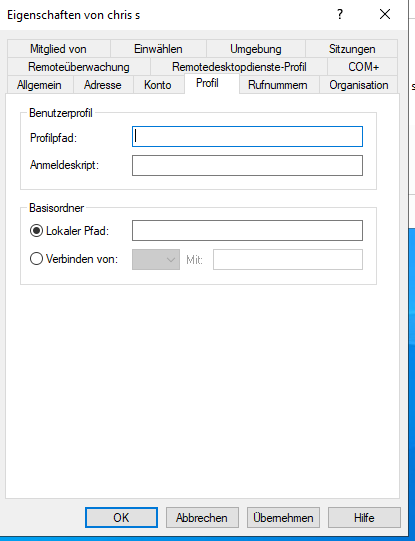 Eigenschaften von chris s ?
Mitglied von Einwählen Umgebung Sitzungen
Remoteüberwachung Remotedesktopdienste-Profil COM+
Allgemein Adresse Konto Profil Rufnummern Organisation
Benutzerprofil
Profilpfad:
Anmeldeskript:
Basisordner
Lokaler Pfad:
Verbinden von: Mit:
OK Abbrechen Übernehmen Hilfe